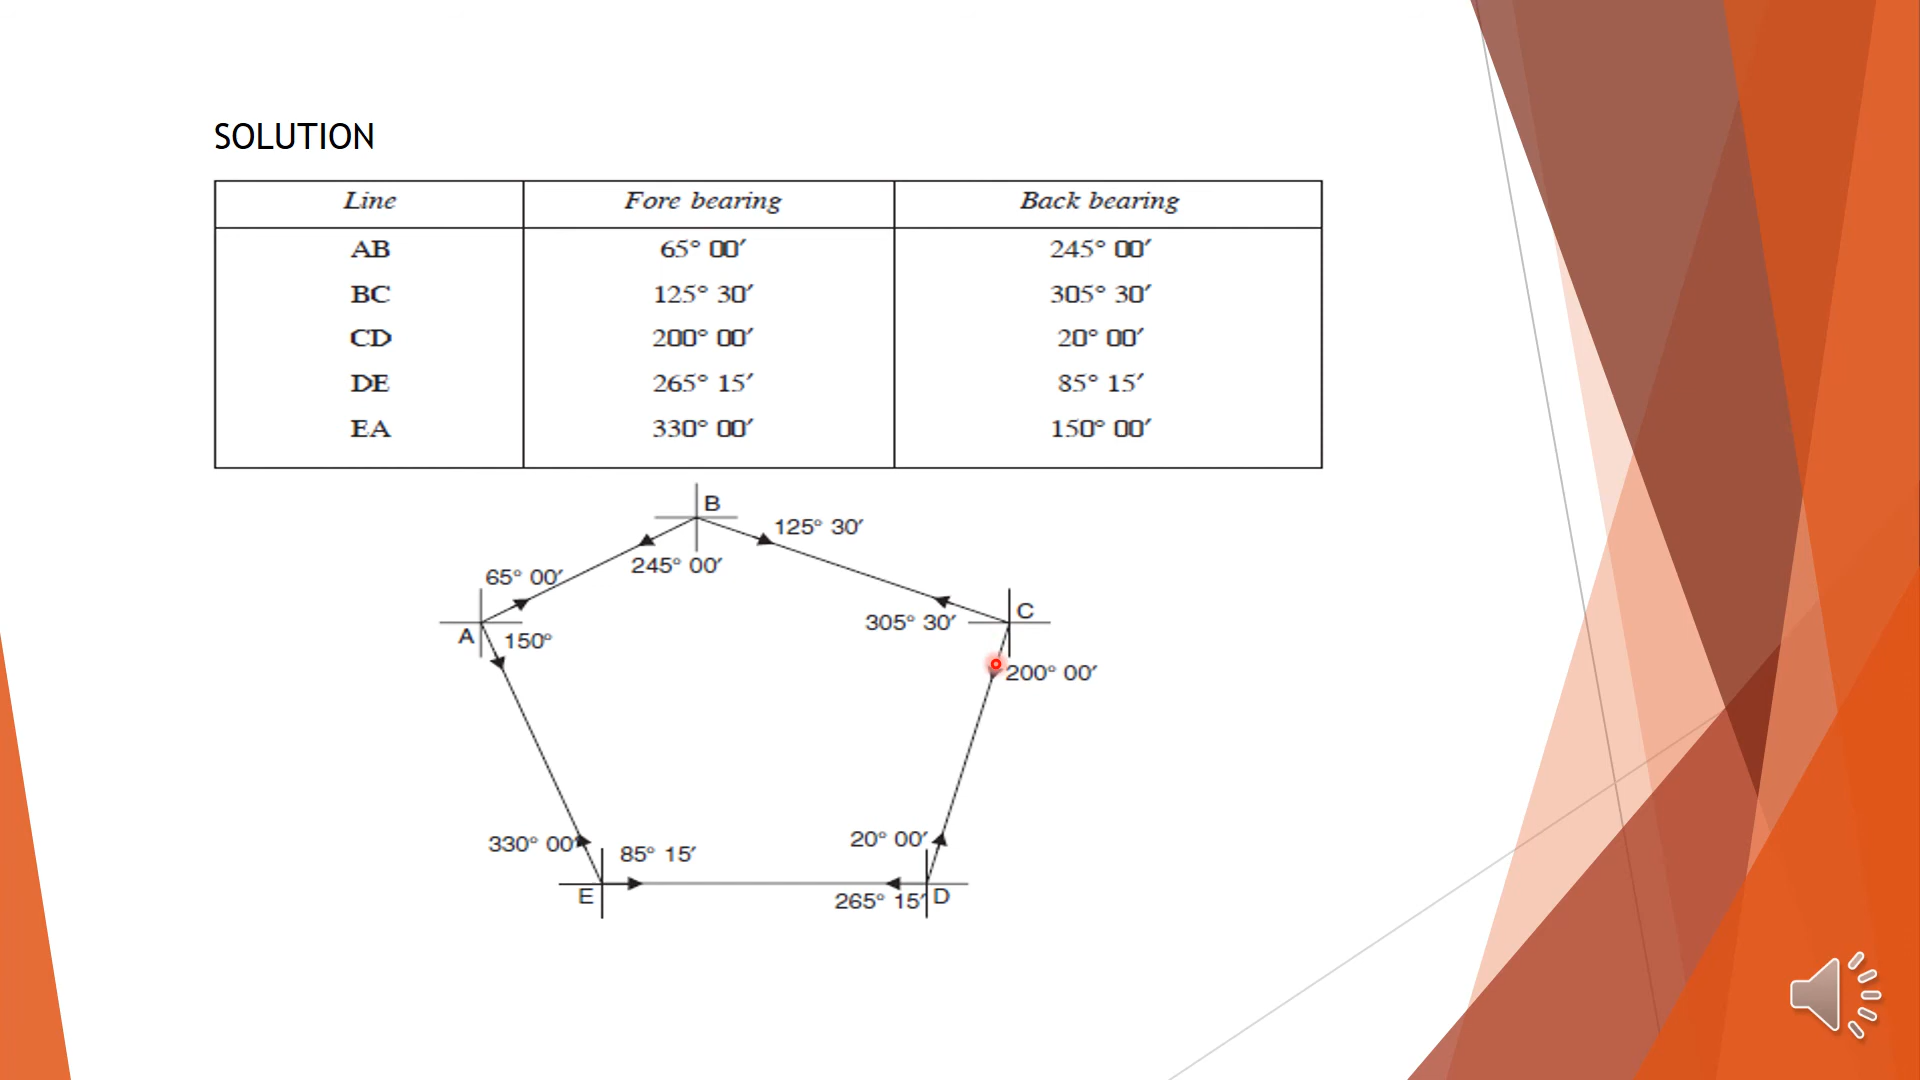 SOLUTION
Line Fore bearing Back bearing
AB 65° 00′ 245° 00′
BC 125° 30′ 305° 30′
CD 200° 00′ 20° 00′
DE 265° 15′ 85° 15′
EA 330° 00′ 150° 00′
B
125° 30′
245° 00′
65° 00′
C
305° 30′
A 150°
200° 00′
20° 00′
330° 00′ 85° 15′
E 265° 15′ D